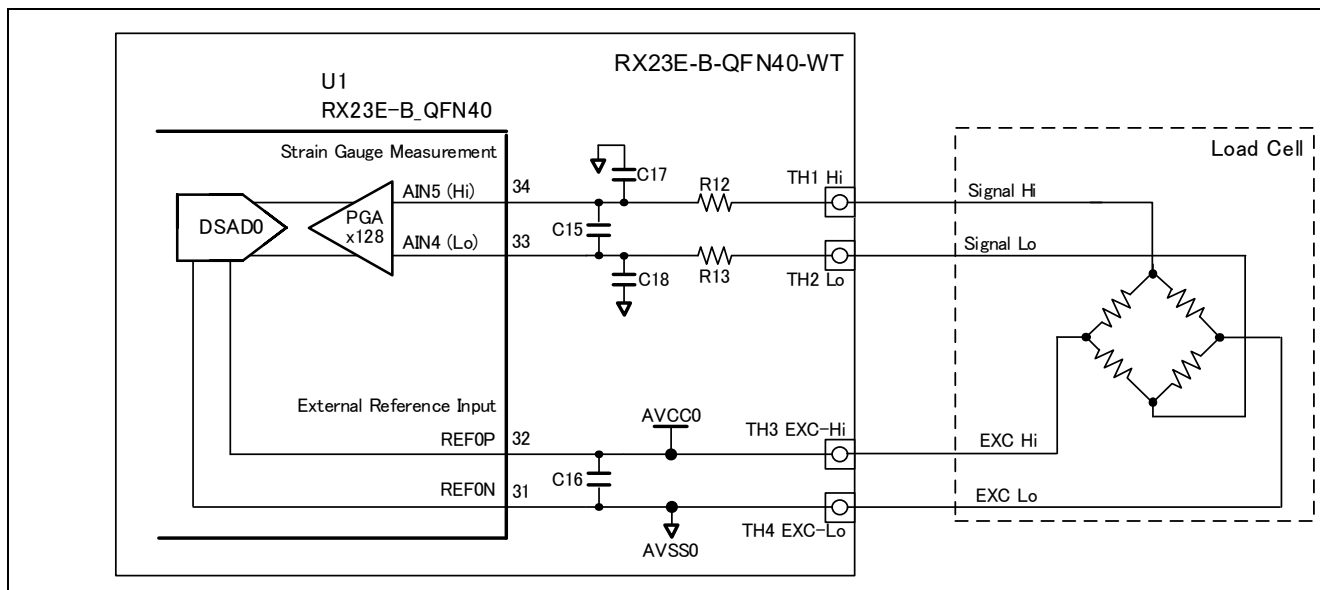 RX23E-B-QFN40-WT
U1
RX23E-B_QFN40
Strain Gauge Measurement
DSAD0
PGA
x128
AIN5 (Hi)
34
AIN4 (Lo)
33
C17
C15
C18
R12
R13
TH1 Hi
TH2 Lo
Load Cell
Signal Hi
Signal Lo
External Reference Input
REF0P
32
REF0N
31
C16
AVCC0
AVSS0
TH3 EXC-Hi
TH4 EXC-Lo
EXC Hi
EXC Lo